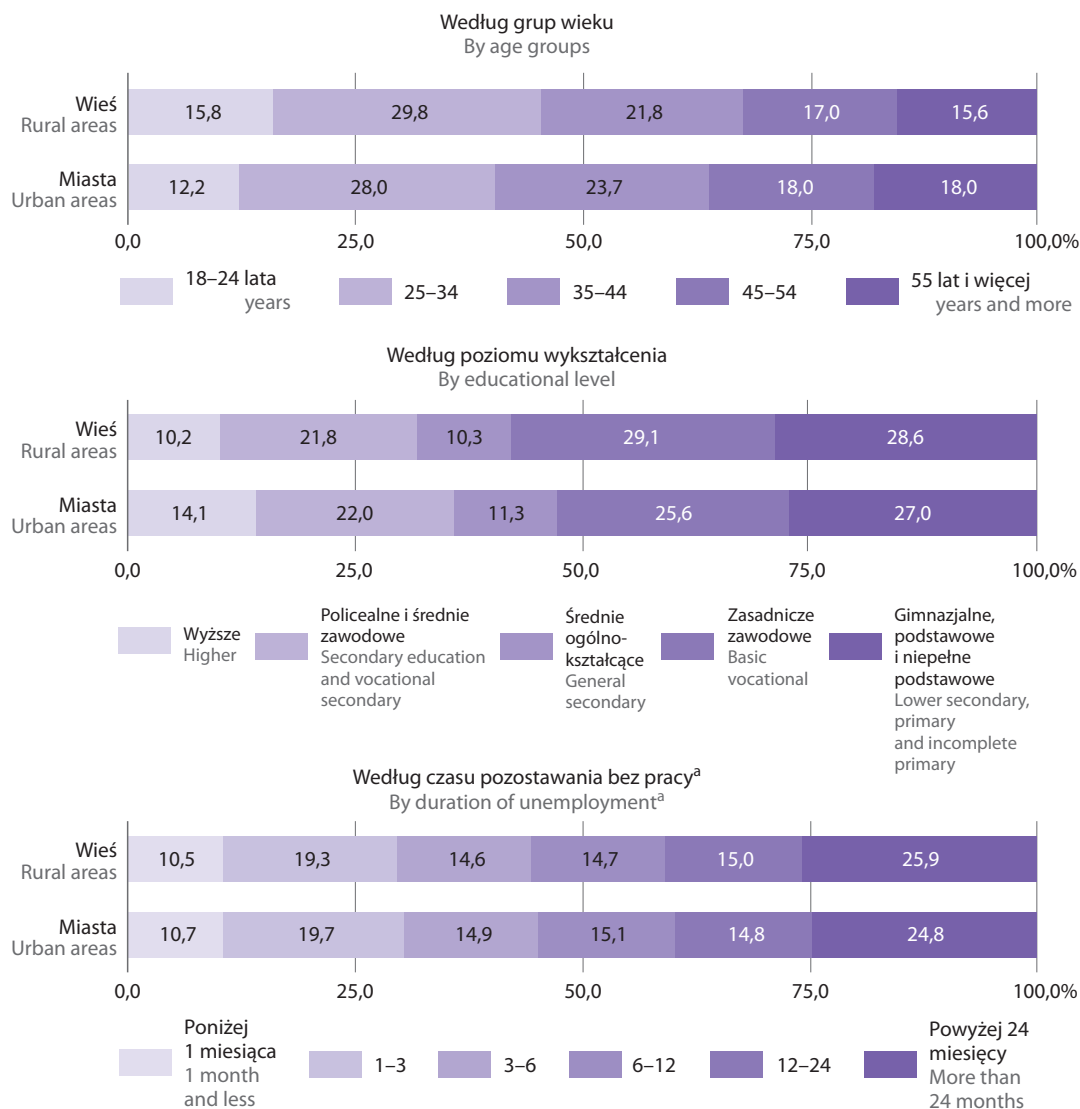 Według grup wieku
By age groups
Wieś
Rural areas
15,8 29,8 21,8 17,0 15,6
Miasta
Urban areas
12,2 28,0 23,7 18,0 18,0
0,0 25,0 50,0 75,0 100,0%
18–24 lata
years
25–34
35–44
45–54
55 lat i więcej
years and more
Według poziomu wykształcenia
By educational level
Wieś
Rural areas
10,2 21,8 10,3 29,1 28,6
Miasta
Urban areas
14,1 22,0 11,3 25,6 27,0
0,0 25,0 50,0 75,0 100,0%
Wyższe
Higher
Policealne i średnie
zawodowe
Secondary education
and vocational
secondary
Średnie
ogólno-
kształcące
General
secondary
Zasadnicze
zawodowe
Basic
vocational
Gimnazjalne,
podstawowe
i niepełne
podstawowe
Lower secondary,
primary
and incomplete
primary
Według czasu pozostawania bez pracyᵃ
By duration of unemploymentᵃ
Wieś
Rural areas
10,5 19,3 14,6 14,7 15,0 25,9
Miasta
Urban areas
10,7 19,7 14,9 15,1 14,8 24,8
0,0 25,0 50,0 75,0 100,0%
Poniżej
1 miesiąca
1 month
and less
1–3
3–6
6–12
12–24
Powyżej 24
miesięcy
More than
24 months